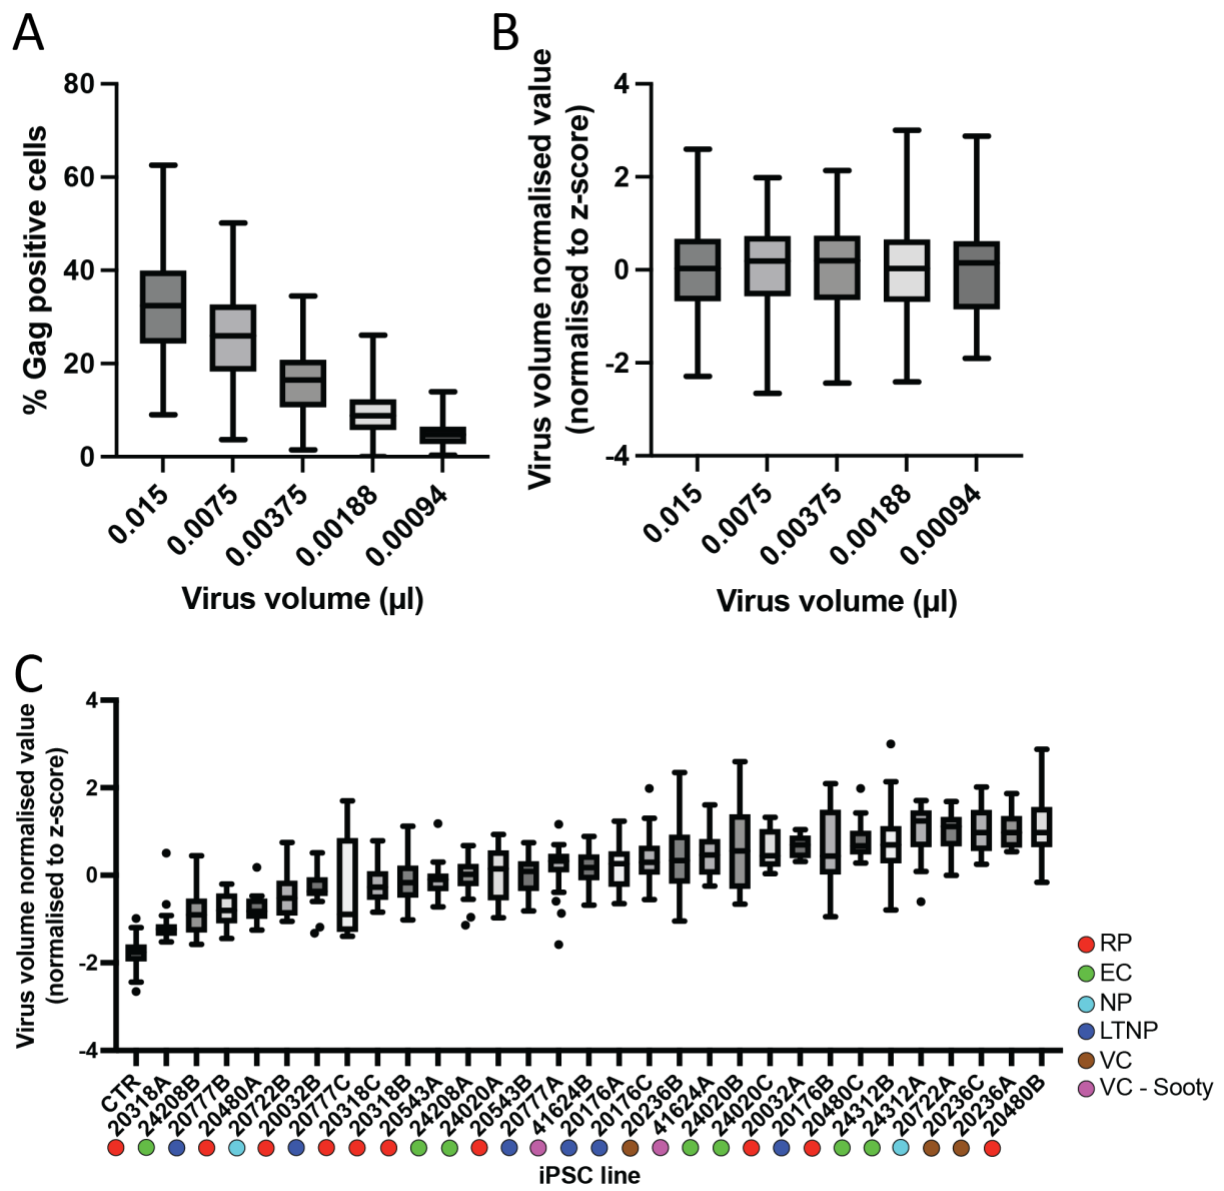 A
80
60
40
20
0
% Gag positive cells
0.015
0.0075
0.00375
0.00188
0.00094
Virus volume (µl)
B
4
2
0
-2
-4
Virus volume normalised value
(normalised to z-score)
0.015
0.0075
0.00375
0.00188
0.00094
Virus volume (µl)
C
4
2
0
-2
-4
Virus volume normalised value
(normalised to z-score)
CTR
20318A
24208B
20777B
20480A
20722B
20032B
20777C
20318C
20318B
20543A
24208A
24020A
20543B
20777A
41624B
20176A
20176C
20236B
41624A
24020B
24020C
20032A
20176B
20480C
24312B
24312A
20722A
20236C
20236A
20480B
iPSC line
RP
EC
NP
LTNP
VC
VC - Sooty